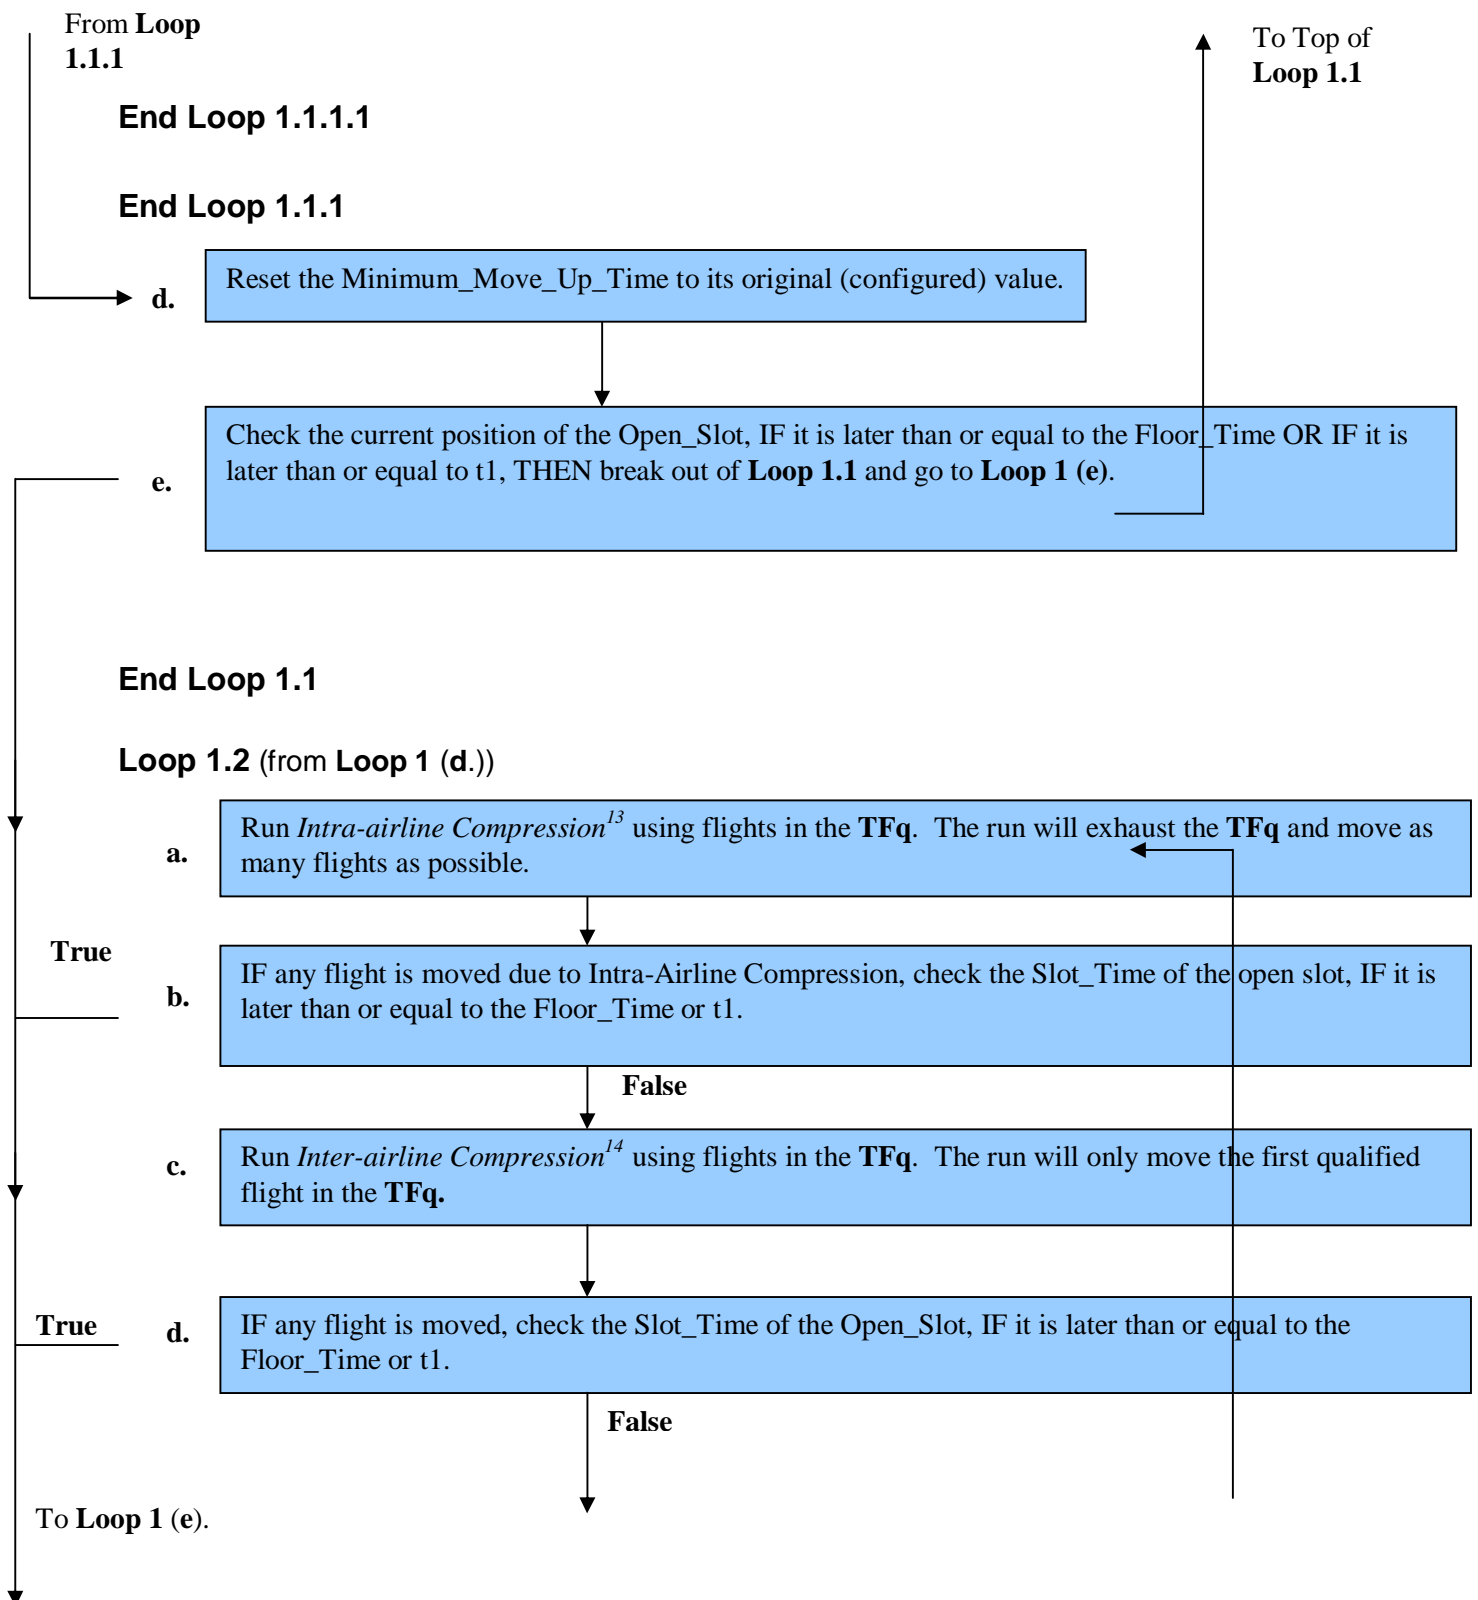 From Loop
1.1.1
To Top of
Loop 1.1
End Loop 1.1.1.1
End Loop 1.1.1
d.
Reset the Minimum_Move_Up_Time to its original (configured) value.
e.
Check the current position of the Open_Slot, IF it is later than or equal to the Floor_Time OR IF it is
later than or equal to t1, THEN break out of Loop 1.1 and go to Loop 1 (e).
End Loop 1.1
Loop 1.2 (from Loop 1 (d.))
a.
Run Intra-airline Compression13 using flights in the TFq. The run will exhaust the TFq and move as
many flights as possible.
True
b.
IF any flight is moved due to Intra-Airline Compression, check the Slot_Time of the open slot, IF it is
later than or equal to the Floor_Time or t1.
False
c.
Run Inter-airline Compression14 using flights in the TFq. The run will only move the first qualified
flight in the TFq.
True
d.
IF any flight is moved, check the Slot_Time of the Open_Slot, IF it is later than or equal to the
Floor_Time or t1.
False
To Loop 1 (e).